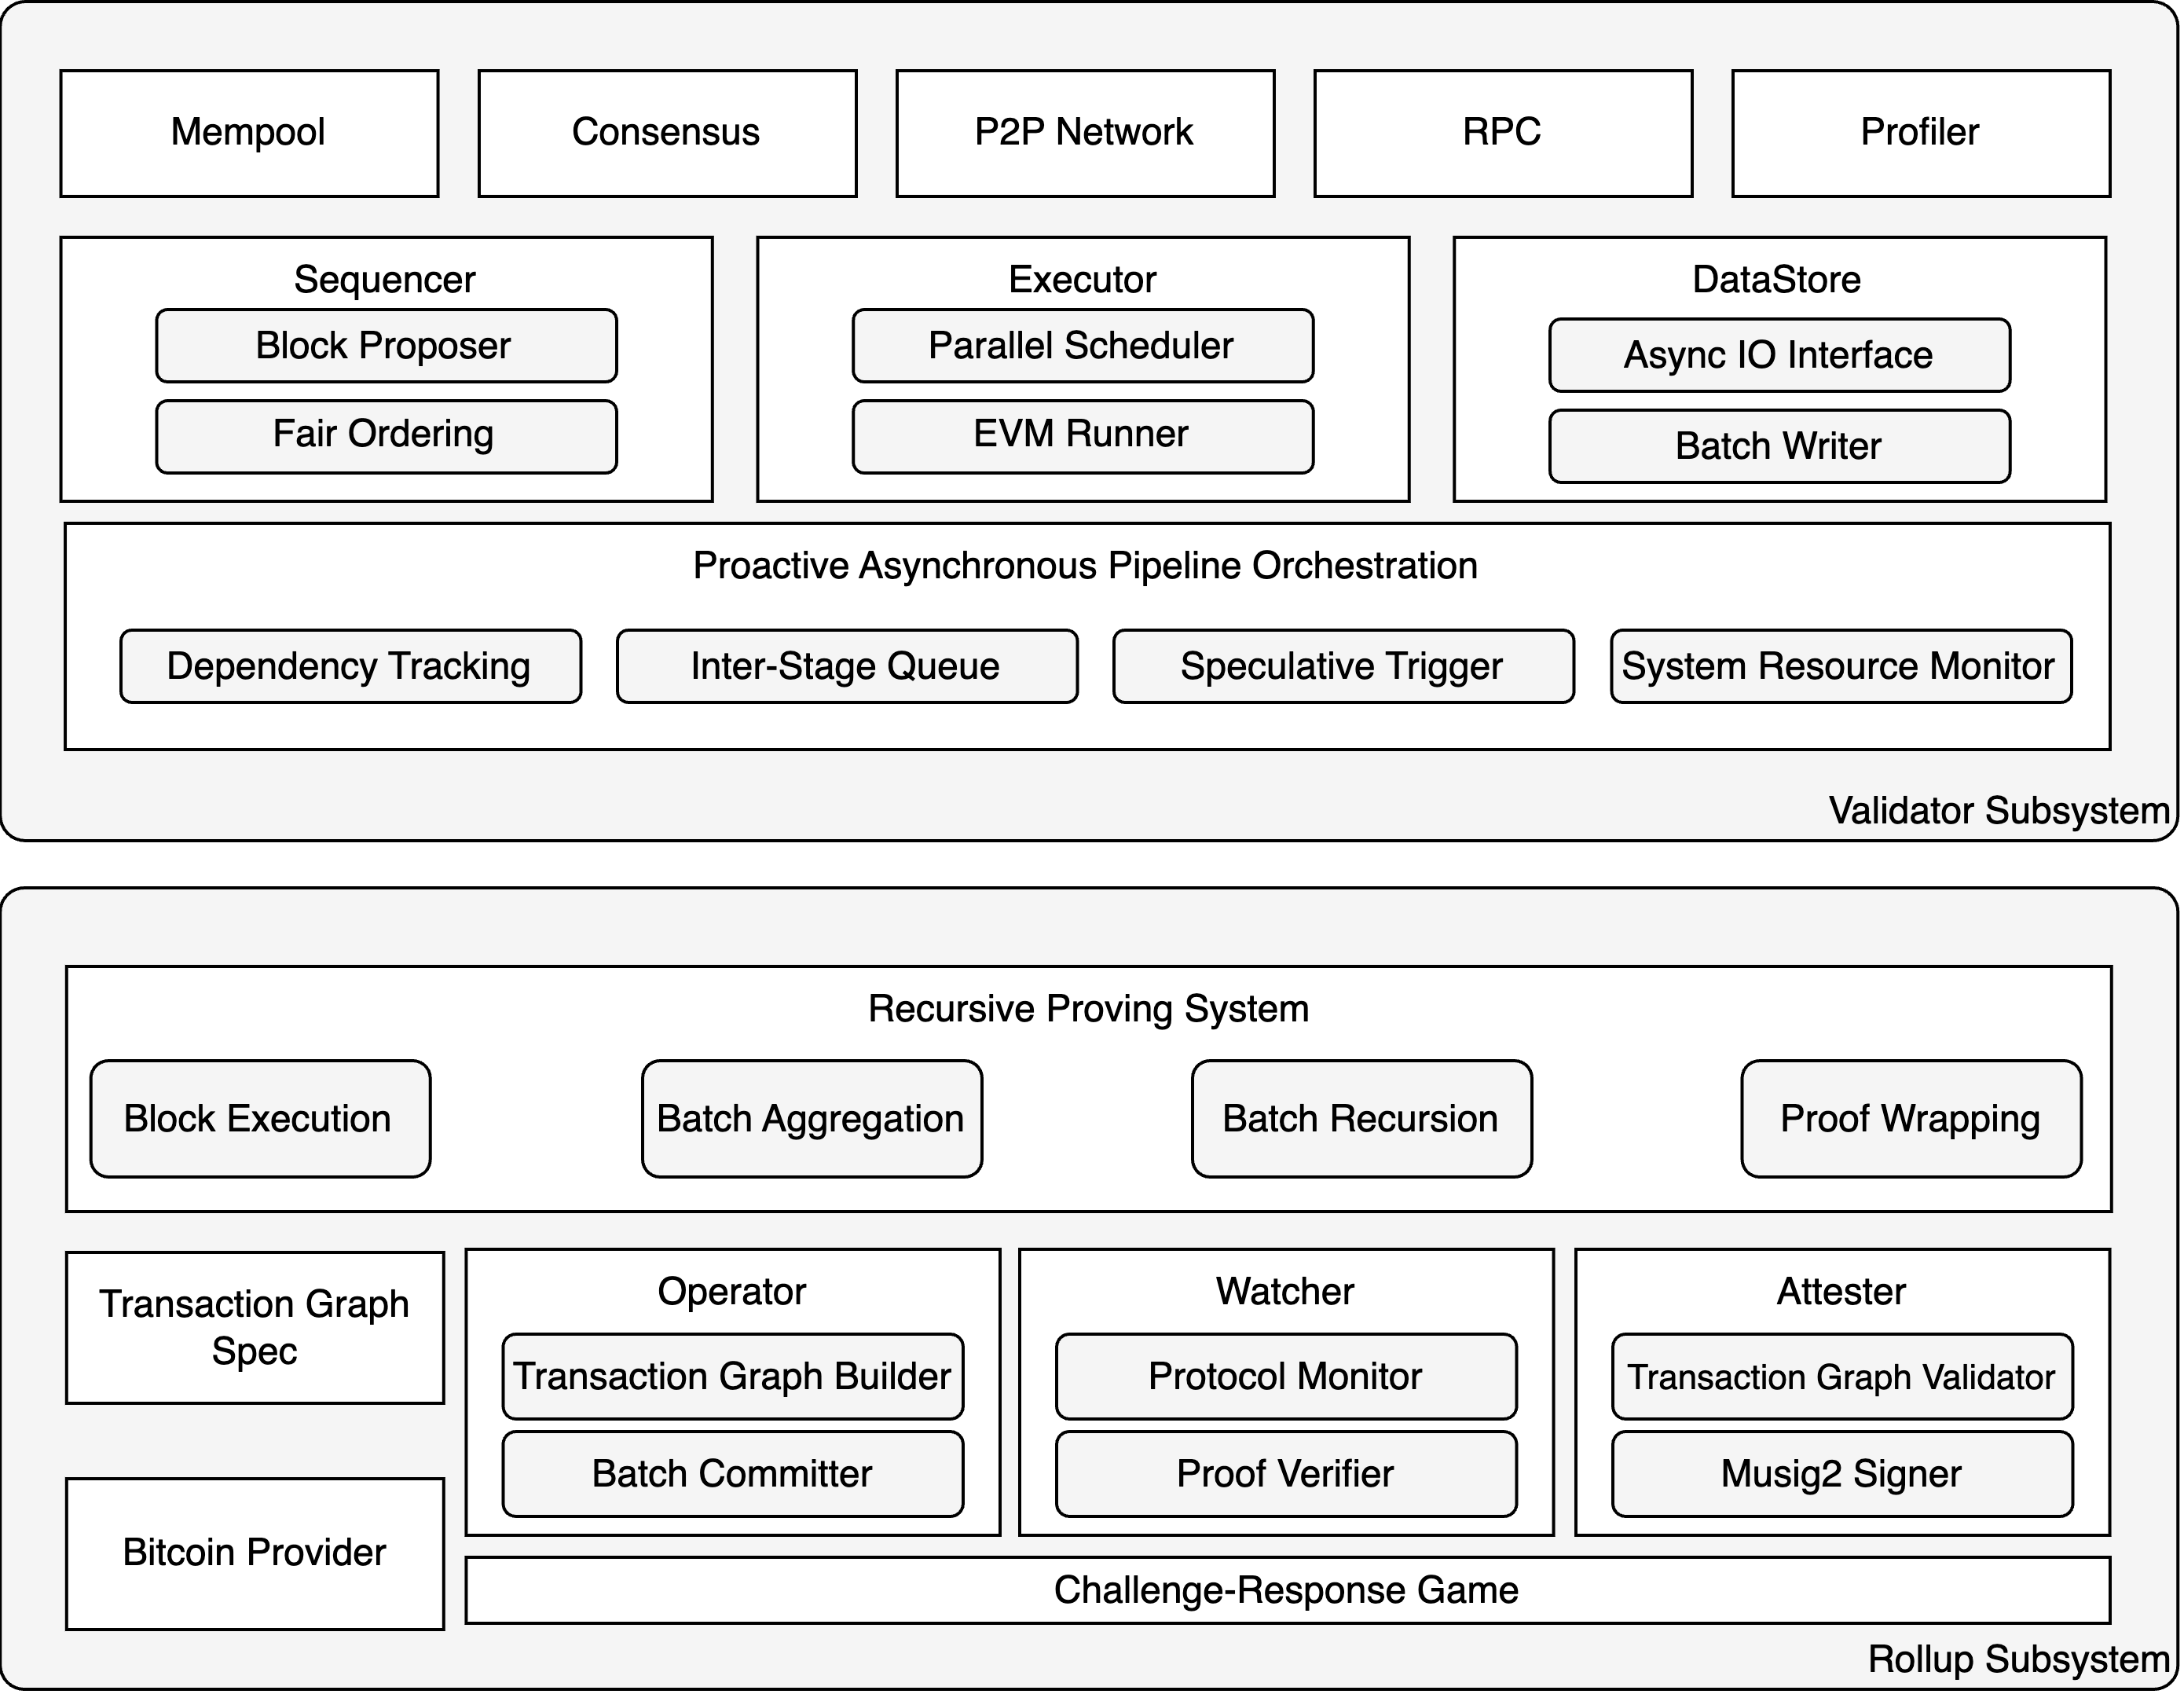 Mempool
Consensus
P2P Network
RPC
Profiler
Sequencer
Block Proposer
Fair Ordering
Executor
Parallel Scheduler
EVM Runner
DataStore
Async IO Interface
Batch Writer
Proactive Asynchronous Pipeline Orchestration
Dependency Tracking
Inter-Stage Queue
Speculative Trigger
System Resource Monitor
Validator Subsystem
Recursive Proving System
Block Execution
Batch Aggregation
Batch Recursion
Proof Wrapping
Transaction Graph
Spec
Bitcoin Provider
Operator
Transaction Graph Builder
Batch Committer
Watcher
Protocol Monitor
Proof Verifier
Attester
Transaction Graph Validator
Musig2 Signer
Challenge-Response Game
Rollup Subsystem